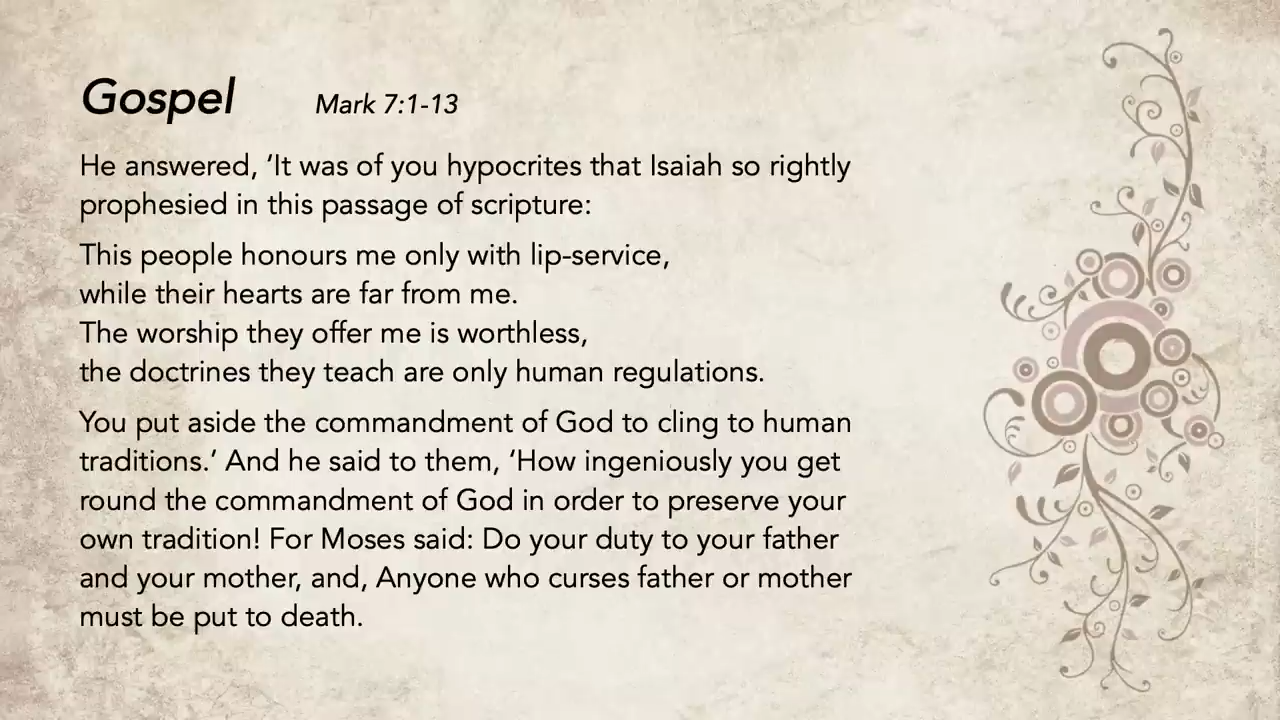 Gospel Mark 7:1-13
He answered, ‘It was of you hypocrites that Isaiah so rightly
prophesied in this passage of scripture:
This people honours me only with lip-service,
while their hearts are far from me.
The worship they offer me is worthless,
the doctrines they teach are only human regulations.
You put aside the commandment of God to cling to human
traditions.’ And he said to them, ‘How ingeniously you get
round the commandment of God in order to preserve your
own tradition! For Moses said: Do your duty to your father
and your mother, and, Anyone who curses father or mother
must be put to death.